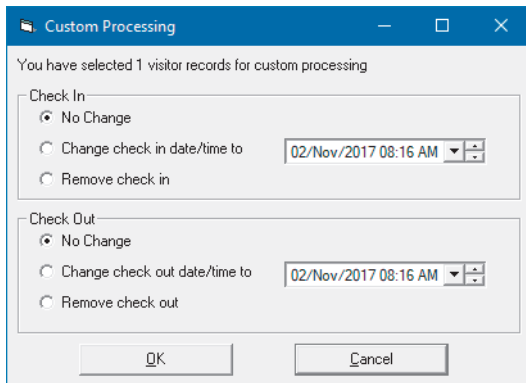 Custom Processing
You have selected 1 visitor records for custom processing
Check In
No Change
Change check in date/time to 02/Nov/2017 08:16 AM
Remove check in
Check Out
No Change
Change check out date/time to 02/Nov/2017 08:16 AM
Remove check out
OK Cancel